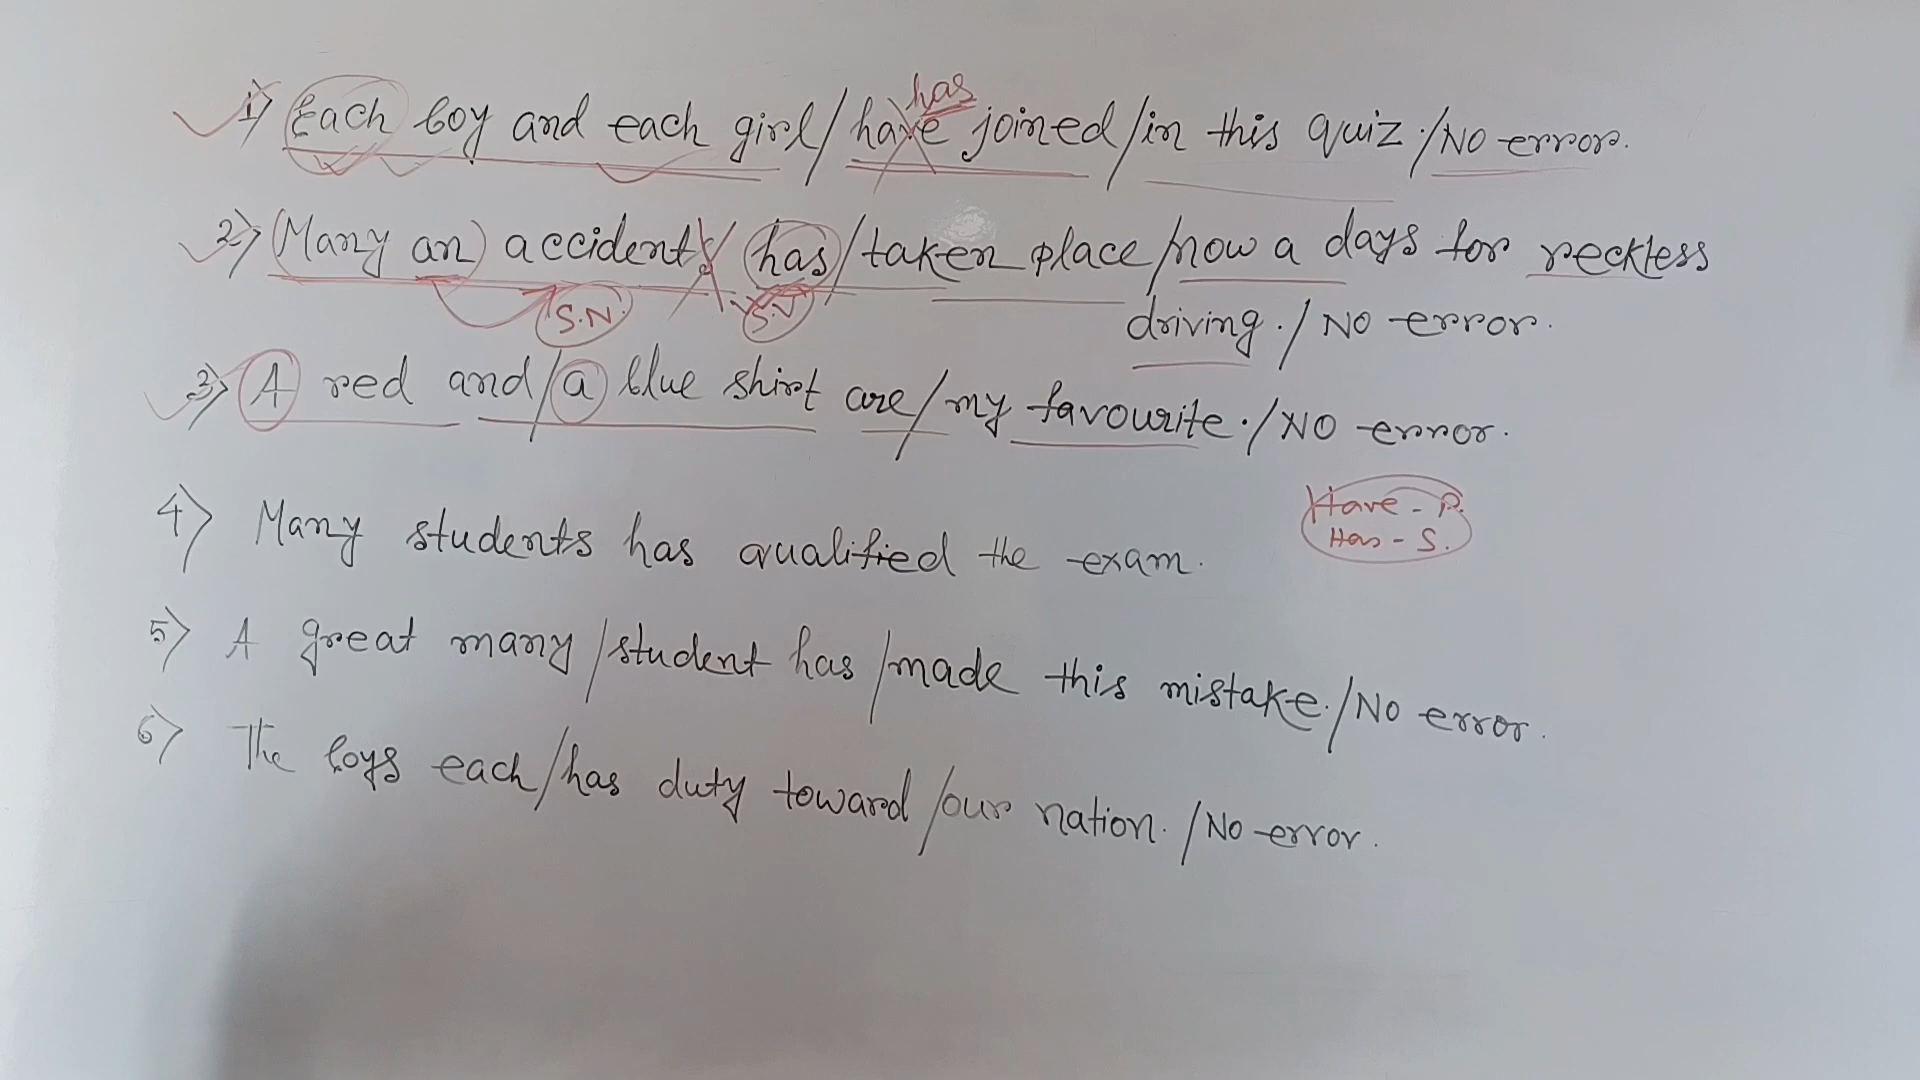 has
1) Each boy and each girl/have joined/in this quiz./No error.
2) (Many an) accidents/has/taken place/now a days for reckless
S.N. S.V
driving./No error.
3) A red and/a blue shirt are/my favourite./No error.
Have - P.
Has - S.
4) Many students has qualified the exam.
5) A great many/student has/made this mistake./No error.
6) The boys each/has duty toward/our nation./No error.